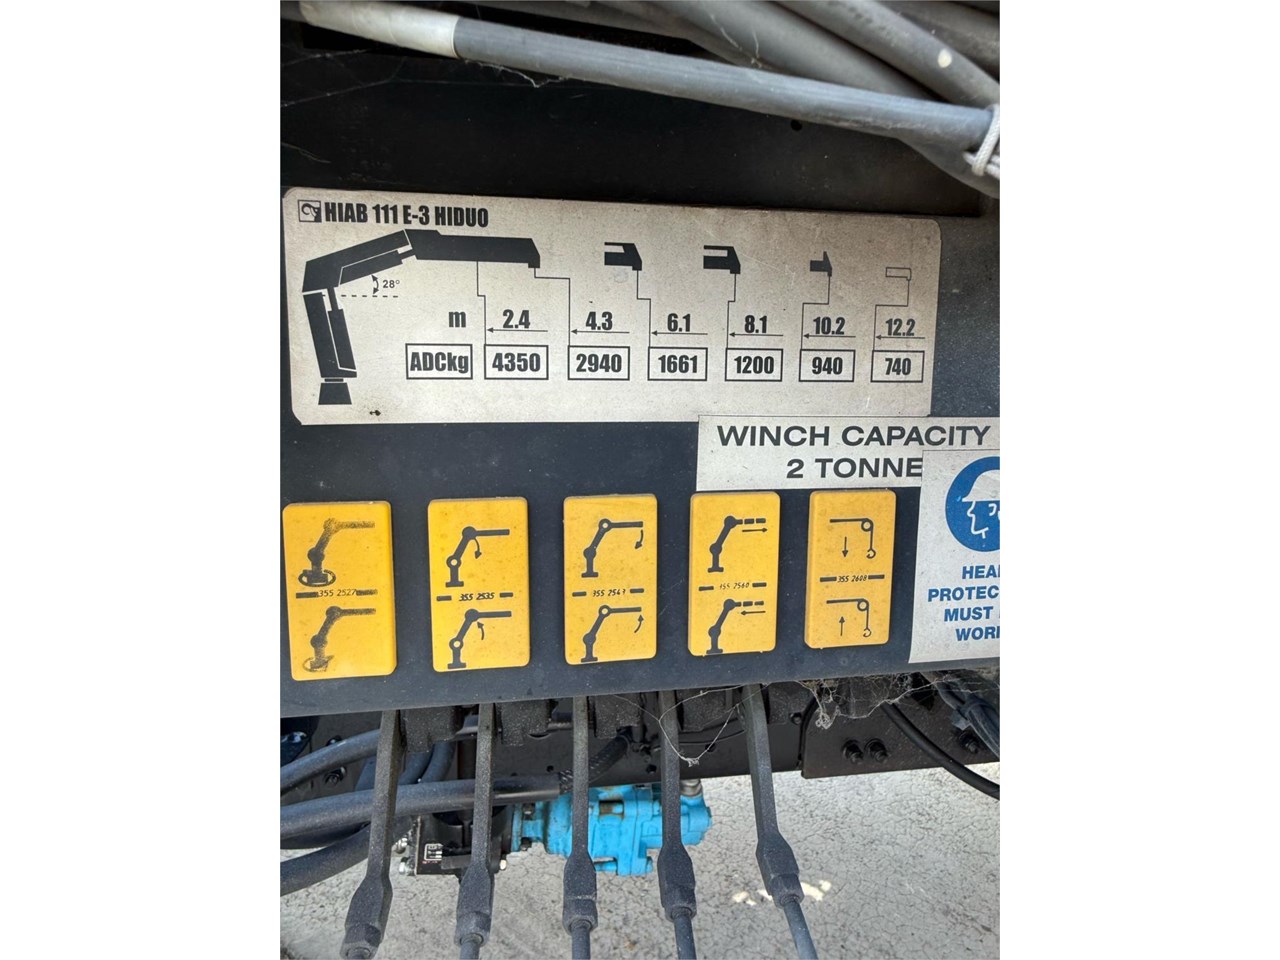 HIAB 111 E-3 HIDUO
28°
m 2.4 4.3 6.1 8.1 10.2 12.2
ADCkg 4350 2940 1661 1200 940 740
WINCH CAPACITY
2 TONNE
355 2527
355 2535
355 2543
355 2560
355 2608
HEA
PROTEC
MUST
WOR